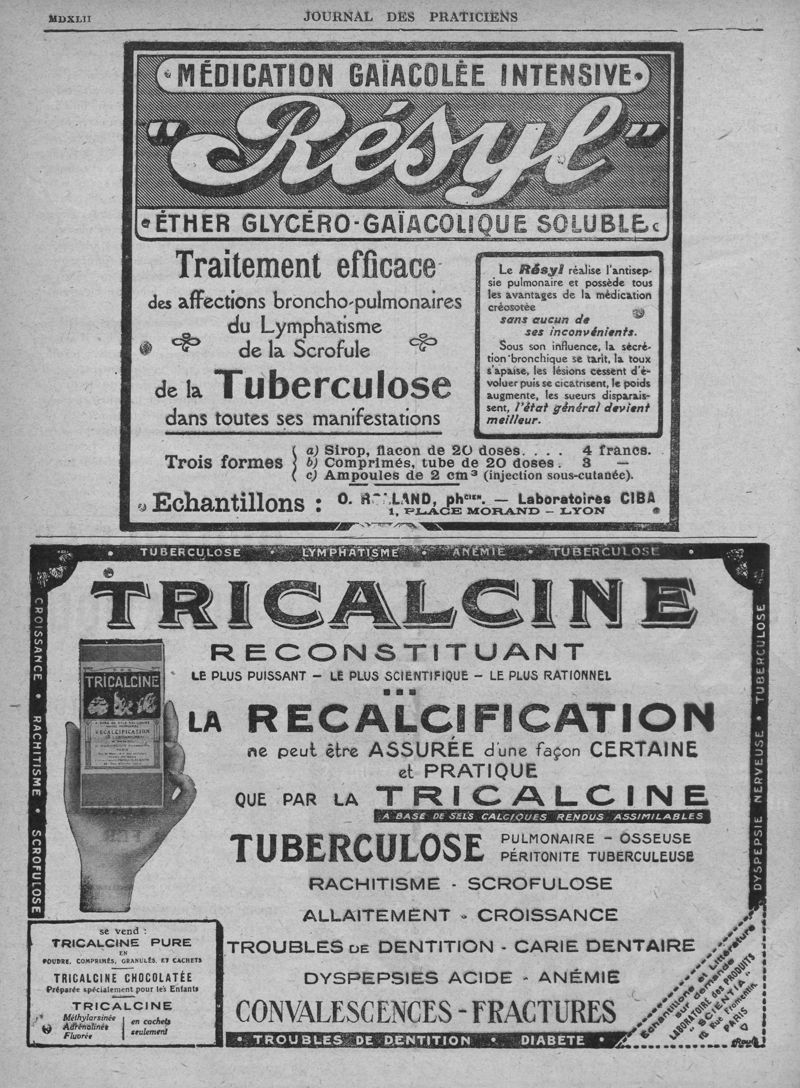 MDXLII
JOURNAL DES PRATICIENS
MÉDICATION GAÏACOLÉE INTENSIVE
"Résyl"
ÉTHER GLYCÉRO-GAÏACOLIQUE SOLUBLE
Traitement efficace
des affections broncho-pulmonaires
du Lymphatisme
de la Scrofule
de la Tuberculose
dans toutes ses manifestations
Le Résyl réalise l'antisep-
sie pulmonaire et possède tous
les avantages de la médication
créosotée
sans aucun de
ses inconvénients.
Sous son influence, la sécré-
tion bronchique se tarit, la toux
s'apaise, les lésions cessent d'é-
voluer puis se cicatrisent, le poids
augmente, les sueurs disparais-
sent, l'état général devient
meilleur.
Trois formes
a) Sirop, flacon de 20 doses. . . . 4 francs.
b) Comprimés, tube de 20 doses. 3 —
c) Ampoules de 2 cm³ (injection sous-cutanée).
Echantillons : O. phcien. — Laboratoires CIBA
1, PLACE MORAND — LYON
TUBERCULOSE • LYMPHATISME • ANÉMIE • TUBERCULOSE
TRICALCINE
RECONSTITUANT
LE PLUS PUISSANT — LE PLUS SCIENTIFIQUE — LE PLUS RATIONNEL
LA RECALCIFICATION
ne peut être ASSURÉE d'une façon CERTAINE
et PRATIQUE
QUE PAR LA TRICALCINE
A BASE DE SELS CALCIQUES RENDUS ASSIMILABLES
TRICALCINE
RECALCIFICATION
CROISSANCE • RACHITISME • SCROFULOSE
DYSPEPSIE NERVEUSE • TUBERCULOSE
TUBERCULOSE PULMONAIRE - OSSEUSE
PÉRITONITE TUBERCULEUSE
RACHITISME - SCROFULOSE
ALLAITEMENT - CROISSANCE
TROUBLES DE DENTITION - CARIE DENTAIRE
DYSPEPSIES ACIDE - ANÉMIE
CONVALESCENCES - FRACTURES
se vend :
TRICALCINE PURE
EN
POUDRE, COMPRIMÉS, GRANULÉS, ET CACHETS
TRICALCINE CHOCOLATÉE
Préparée spécialement pour les Enfants
TRICALCINE
Méthylarsinée
Adrénalinée
Fluorée
en cachets
seulement
Echantillons et Littérature
sur demande
LABORATOIRE DES PRODUITS
"SCIENTIA"
Rue Fromentin
PARIS
• TROUBLES DE DENTITION • DIABÈTE •